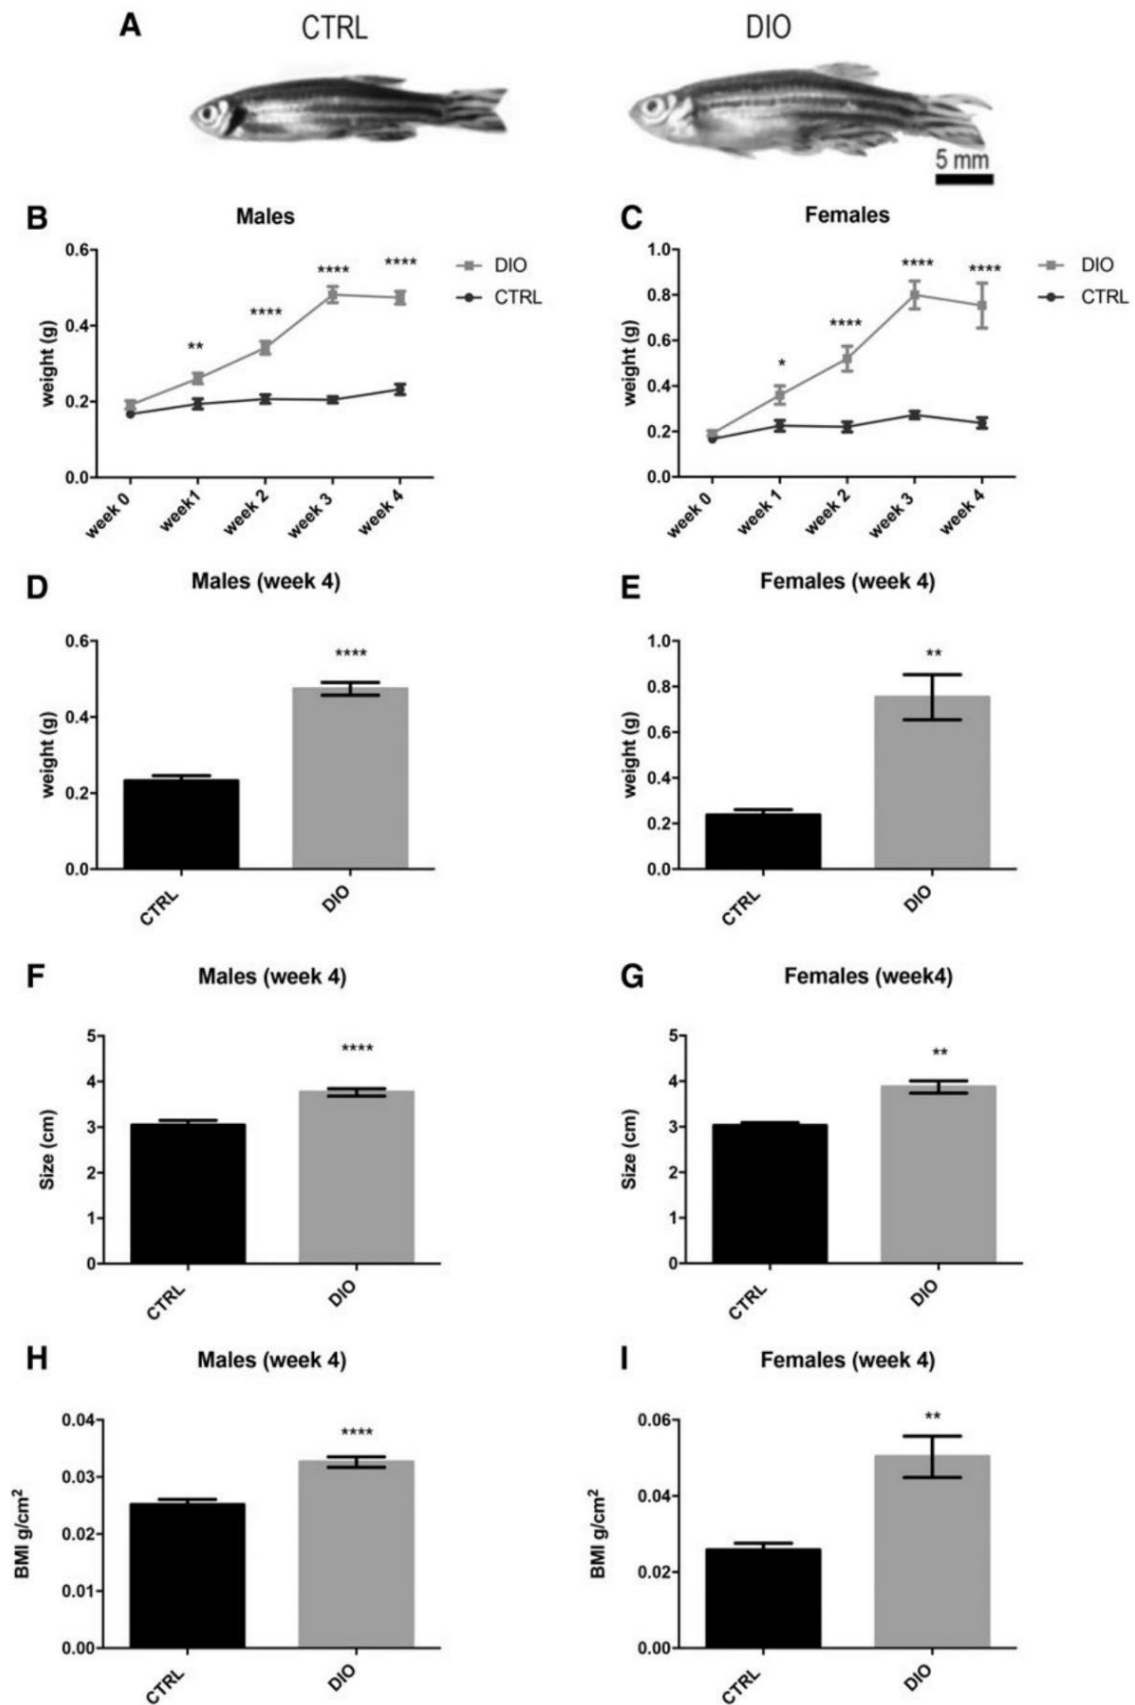 A CTRL DIO
5 mm
B Males
0.6
0.4
0.2
0.0
weight (g)
** **** **** ****
DIO
CTRL
week 0 week1 week 2 week 3 week 4
C Females
1.0
0.8
0.6
0.4
0.2
0.0
weight (g)
* **** **** ****
DIO
CTRL
week 0 week 1 week 2 week 3 week 4
D Males (week 4)
0.6
0.4
0.2
0.0
weight (g)
****
CTRL DIO
E Females (week 4)
1.0
0.8
0.6
0.4
0.2
0.0
weight (g)
**
CTRL DIO
F Males (week 4)
5
4
3
2
1
0
Size (cm)
****
CTRL DIO
G Females (week4)
5
4
3
2
1
0
Size (cm)
**
CTRL DIO
H Males (week 4)
0.04
0.03
0.02
0.01
0.00
BMI g/cm²
****
CTRL DIO
I Females (week 4)
0.06
0.04
0.02
0.00
BMI g/cm²
**
CTRL DIO